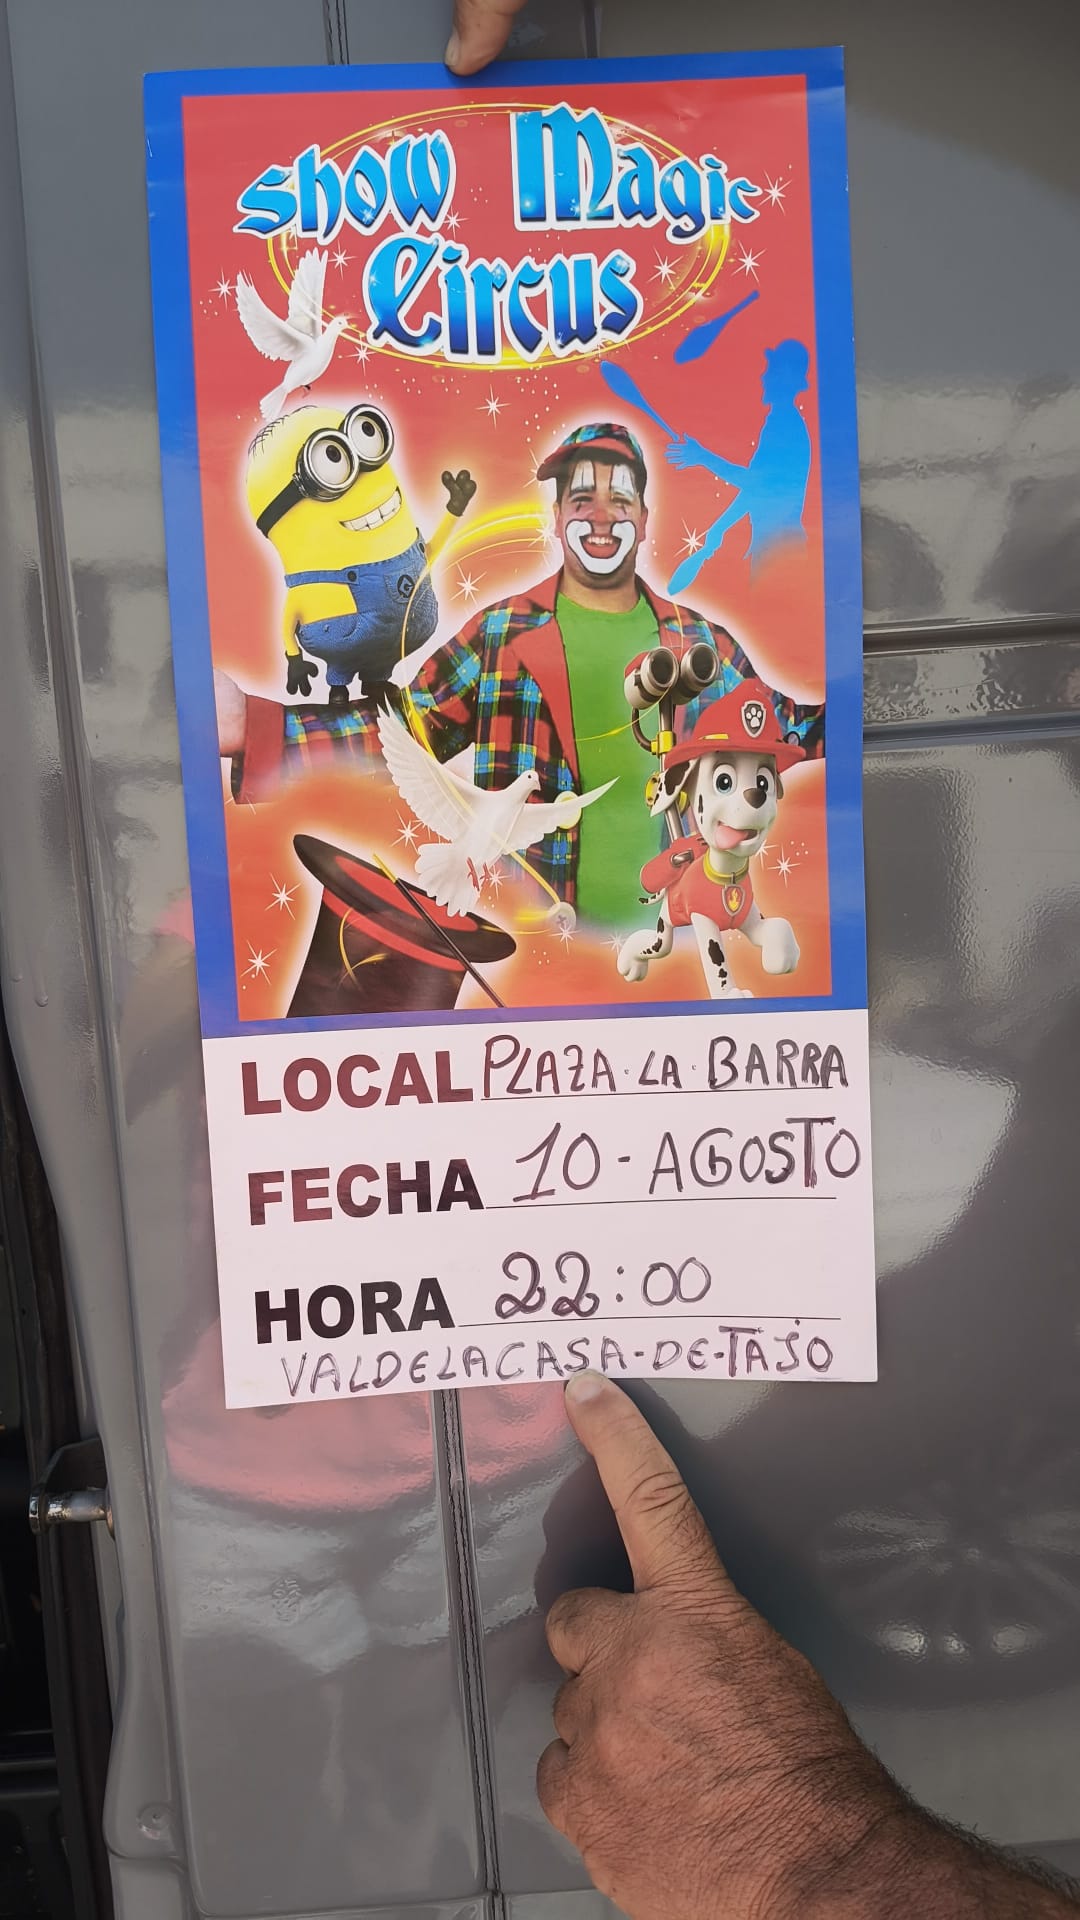 Show Magic
Circus
LOCAL PLAZA·LA·BARRA
FECHA 10-AGOSTO
HORA 22:00
VALDELACASA-DE-TAJO